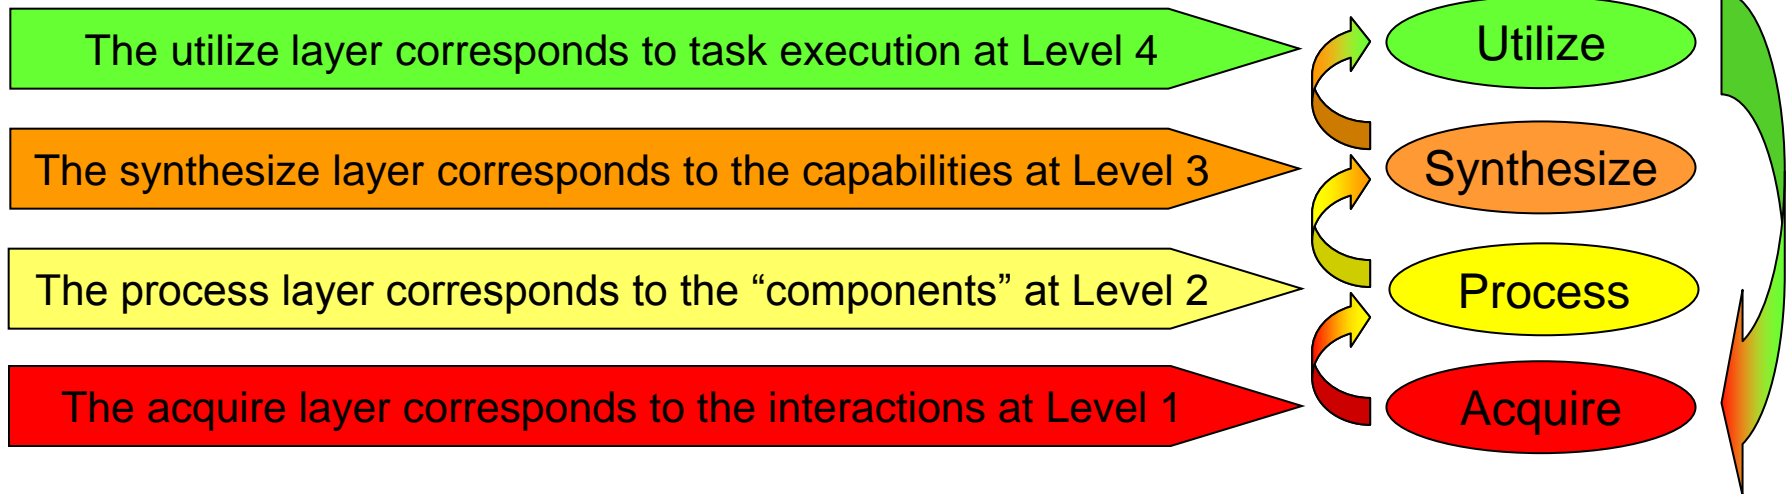 The utilize layer corresponds to task execution at Level 4
Utilize
The synthesize layer corresponds to the capabilities at Level 3
Synthesize
The process layer corresponds to the “components” at Level 2
Process
The acquire layer corresponds to the interactions at Level 1
Acquire